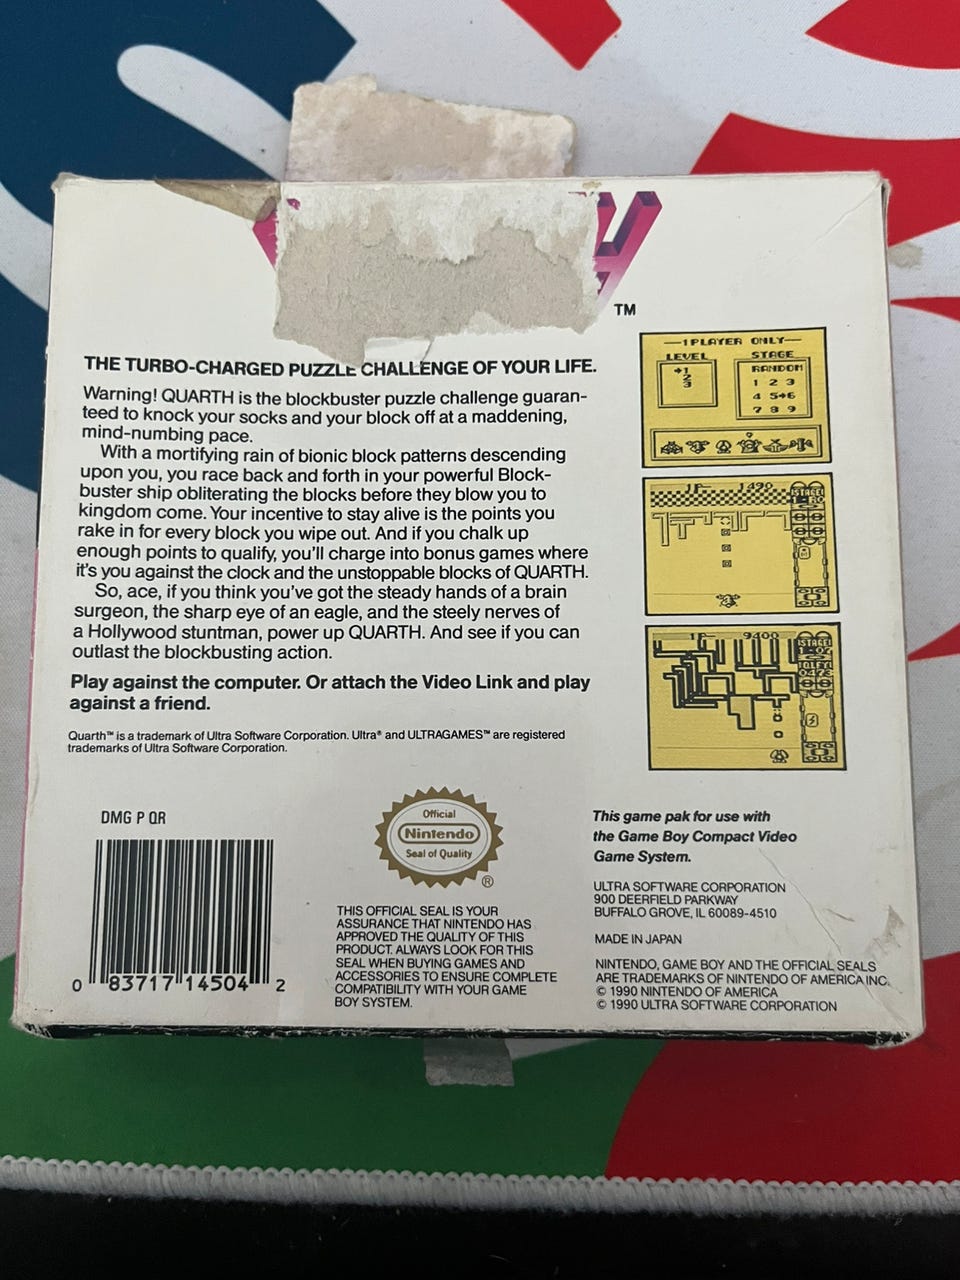 H
TM
THE TURBO-CHARGED PUZZLE CHALLENGE OF YOUR LIFE.
Warning! QUARTH is the blockbuster puzzle challenge guaran-
teed to knock your socks and your block off at a maddening,
mind-numbing pace.
With a mortifying rain of bionic block patterns descending
upon you, you race back and forth in your powerful Block-
buster ship obliterating the blocks before they blow you to
kingdom come. Your incentive to stay alive is the points you
rake in for every block you wipe out. And if you chalk up
enough points to qualify, you'll charge into bonus games where
it's you against the clock and the unstoppable blocks of QUARTH.
So, ace, if you think you've got the steady hands of a brain
surgeon, the sharp eye of an eagle, and the steely nerves of
a Hollywood stuntman, power up QUARTH. And see if you can
outlast the blockbusting action.
Play against the computer. Or attach the Video Link and play
against a friend.
Quarth™ is a trademark of Ultra Software Corporation. Ultra® and ULTRAGAMES™ are registered
trademarks of Ultra Software Corporation.
1 PLAYER ONLY
LEVEL STAGE
1 RANDOM
2 1 2 3
3 4 5 6
7 8 9
1P 1490
STAGE
1P 9400
STAGE
QLFY
DMG P QR
0 83717 14504 2
Official
Nintendo
Seal of Quality
®
THIS OFFICIAL SEAL IS YOUR
ASSURANCE THAT NINTENDO HAS
APPROVED THE QUALITY OF THIS
PRODUCT. ALWAYS LOOK FOR THIS
SEAL WHEN BUYING GAMES AND
ACCESSORIES TO ENSURE COMPLETE
COMPATIBILITY WITH YOUR GAME
BOY SYSTEM.
This game pak for use with
the Game Boy Compact Video
Game System.
ULTRA SOFTWARE CORPORATION
900 DEERFIELD PARKWAY
BUFFALO GROVE, IL 60089-4510
MADE IN JAPAN
NINTENDO, GAME BOY AND THE OFFICIAL SEALS
ARE TRADEMARKS OF NINTENDO OF AMERICA INC.
© 1990 NINTENDO OF AMERICA
© 1990 ULTRA SOFTWARE CORPORATION